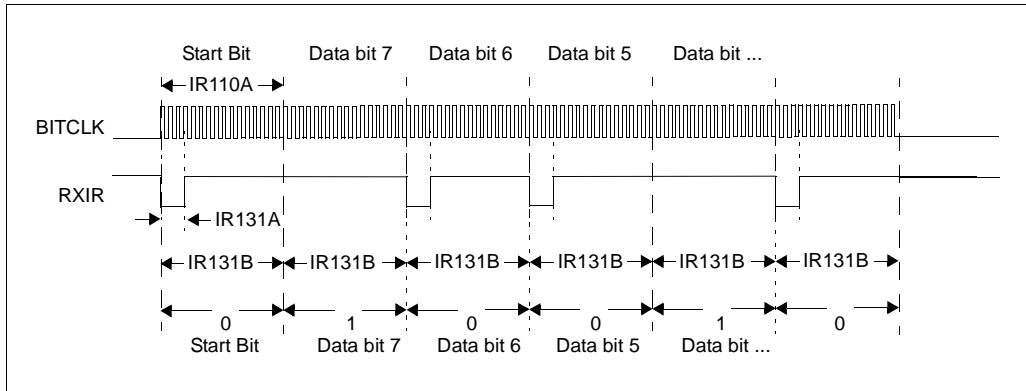 Start Bit Data bit 7 Data bit 6 Data bit 5 Data bit ...
IR110A
BITCLK
RXIR
IR131A
IR131B IR131B IR131B IR131B IR131B IR131B
0 1 0 0 1 0
Start Bit Data bit 7 Data bit 6 Data bit 5 Data bit ...